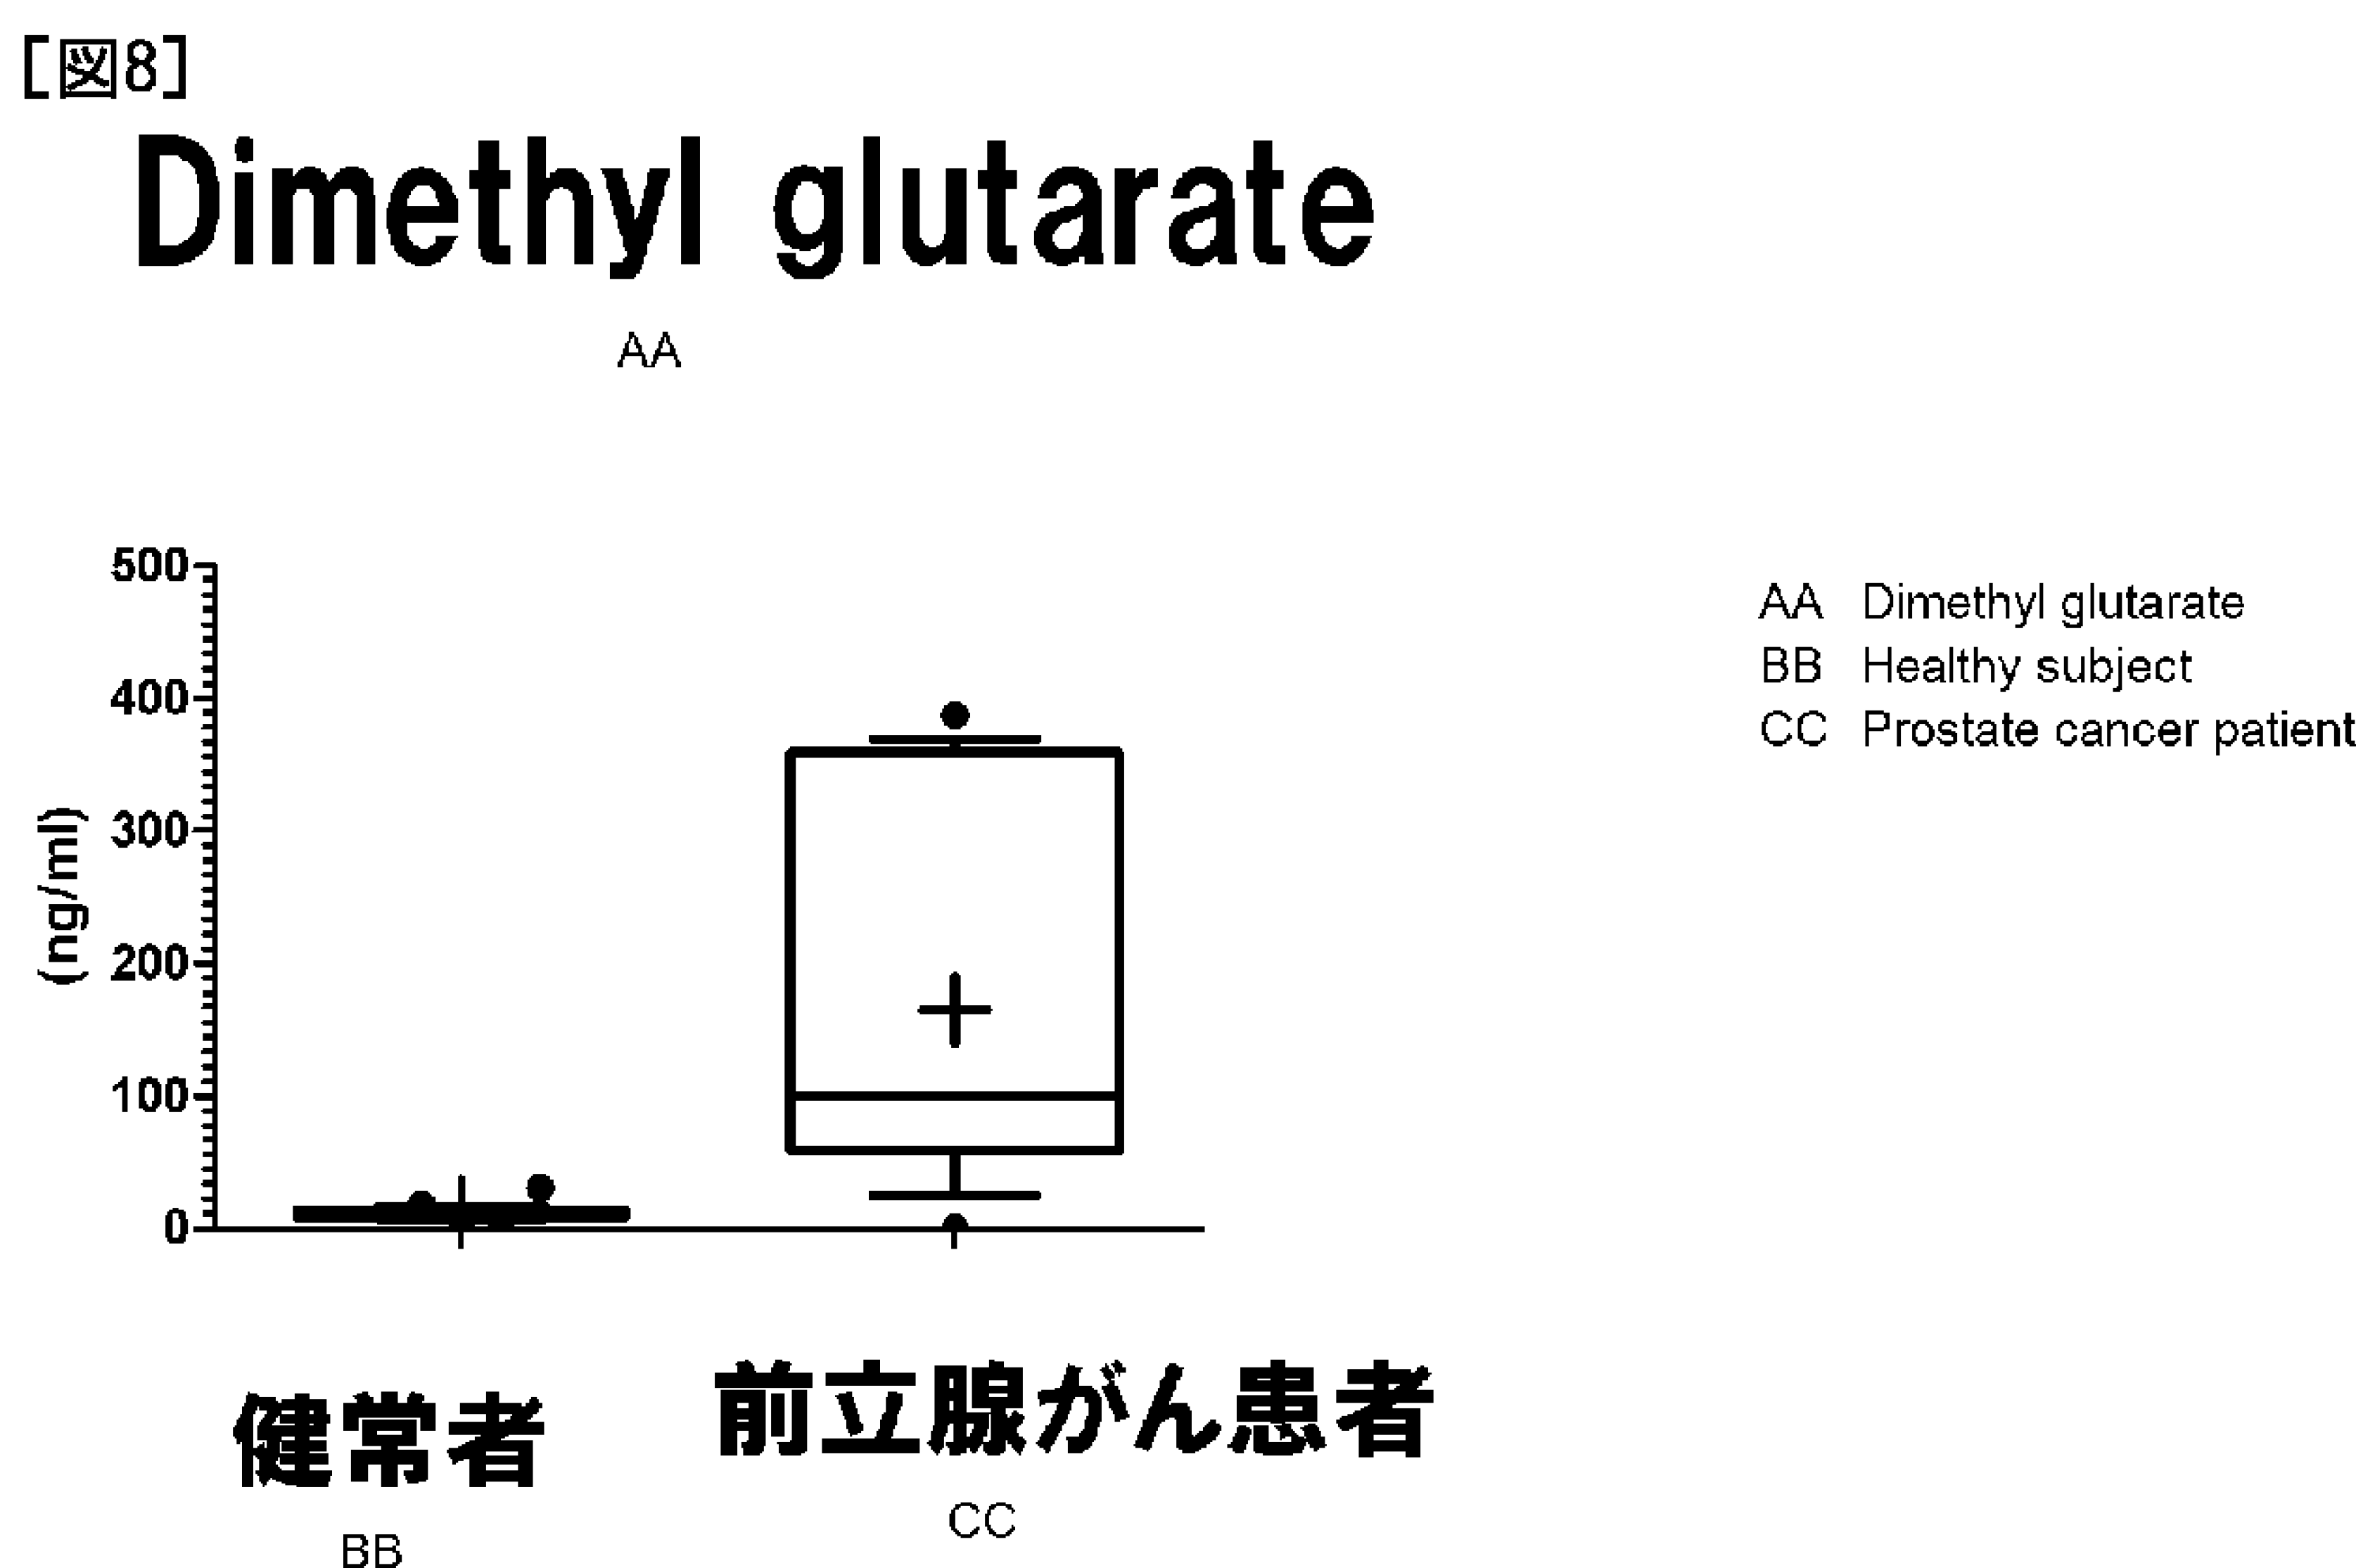 [図8]
Dimethyl glutarate
AA
500
400
300
200
100
0
(ng/ml)
AA Dimethyl glutarate
BB Healthy subject
CC Prostate cancer patient
健常者
前立腺がん患者
BB
CC